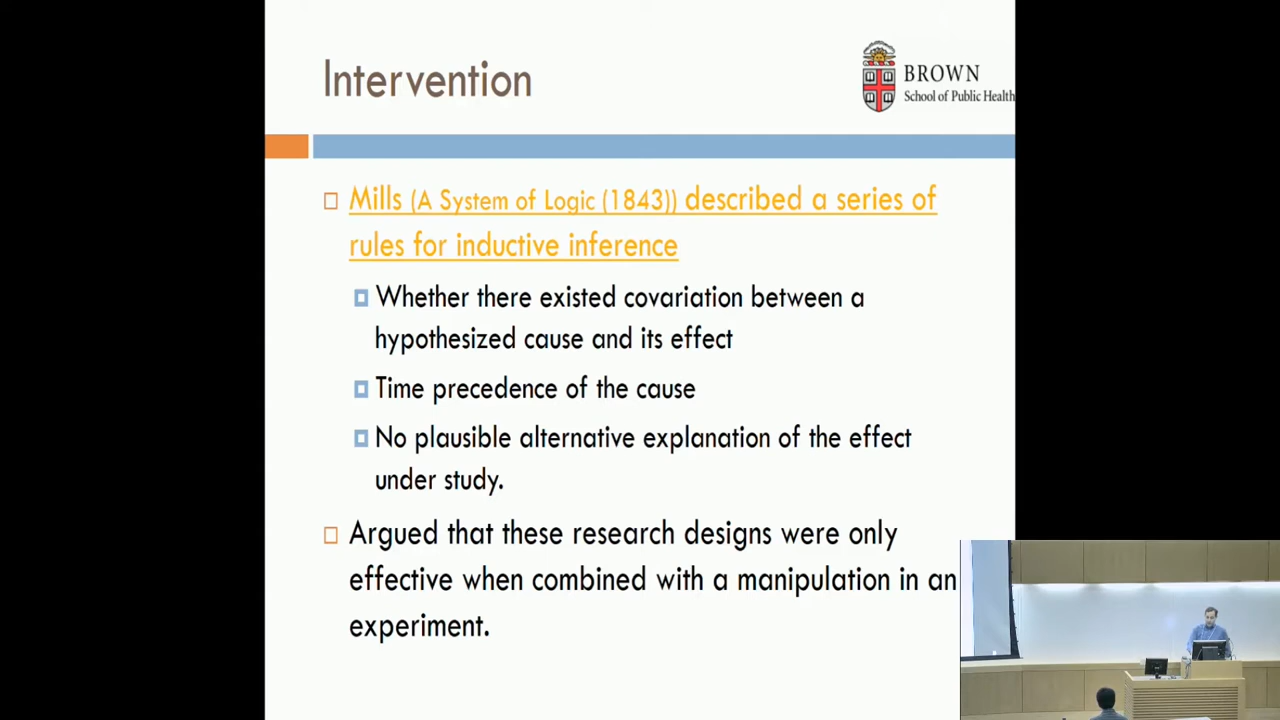 Intervention
BROWN
School of Public Health
Mills (A System of Logic (1843)) described a series of
rules for inductive inference
Whether there existed covariation between a
hypothesized cause and its effect
Time precedence of the cause
No plausible alternative explanation of the effect
under study.
Argued that these research designs were only
effective when combined with a manipulation in an
experiment.